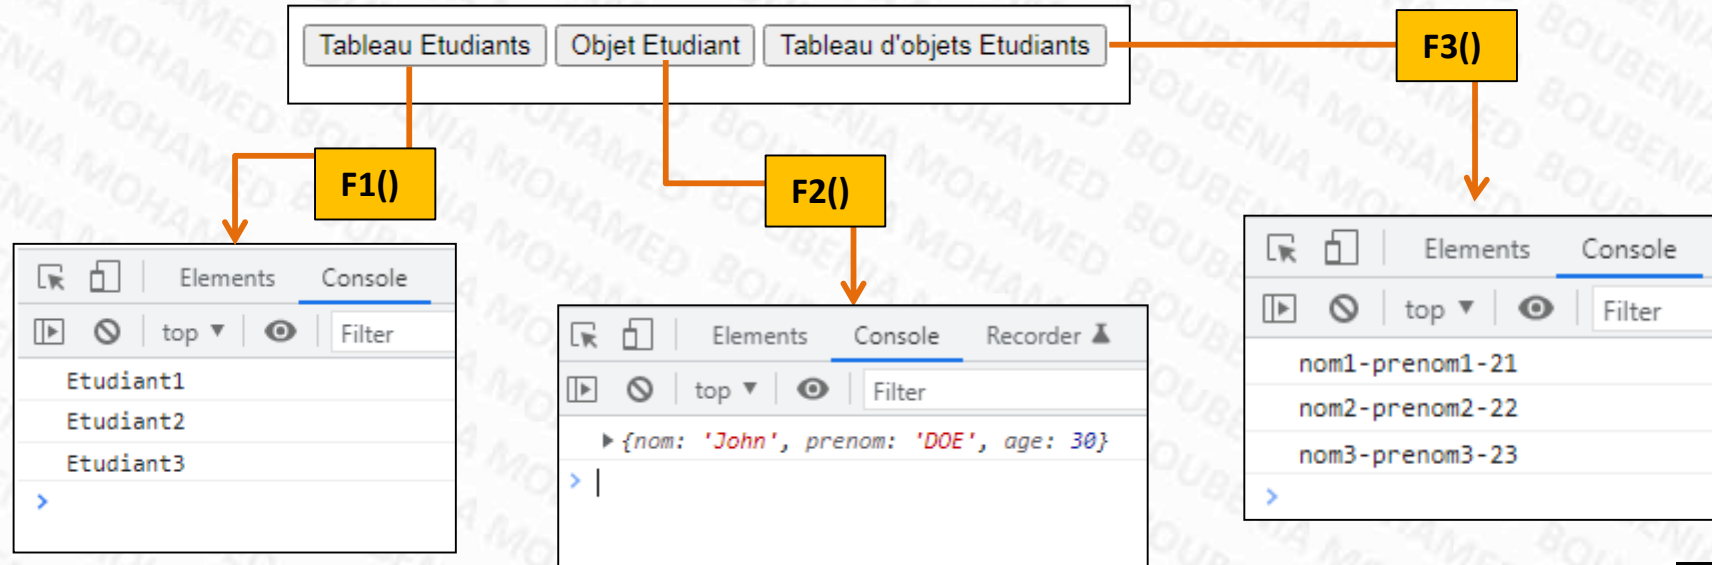 Tableau Etudiants
Objet Etudiant
Tableau d'objets Etudiants
F3()
F1()
F2()
Elements Console
top Filter
Etudiant1
Etudiant2
Etudiant3
>
Elements Console Recorder
top Filter
{nom: 'John', prenom: 'DOE', age: 30}
>
Elements Console
top Filter
nom1-prenom1-21
nom2-prenom2-22
nom3-prenom3-23
>
BOUBENIA MOHAMED